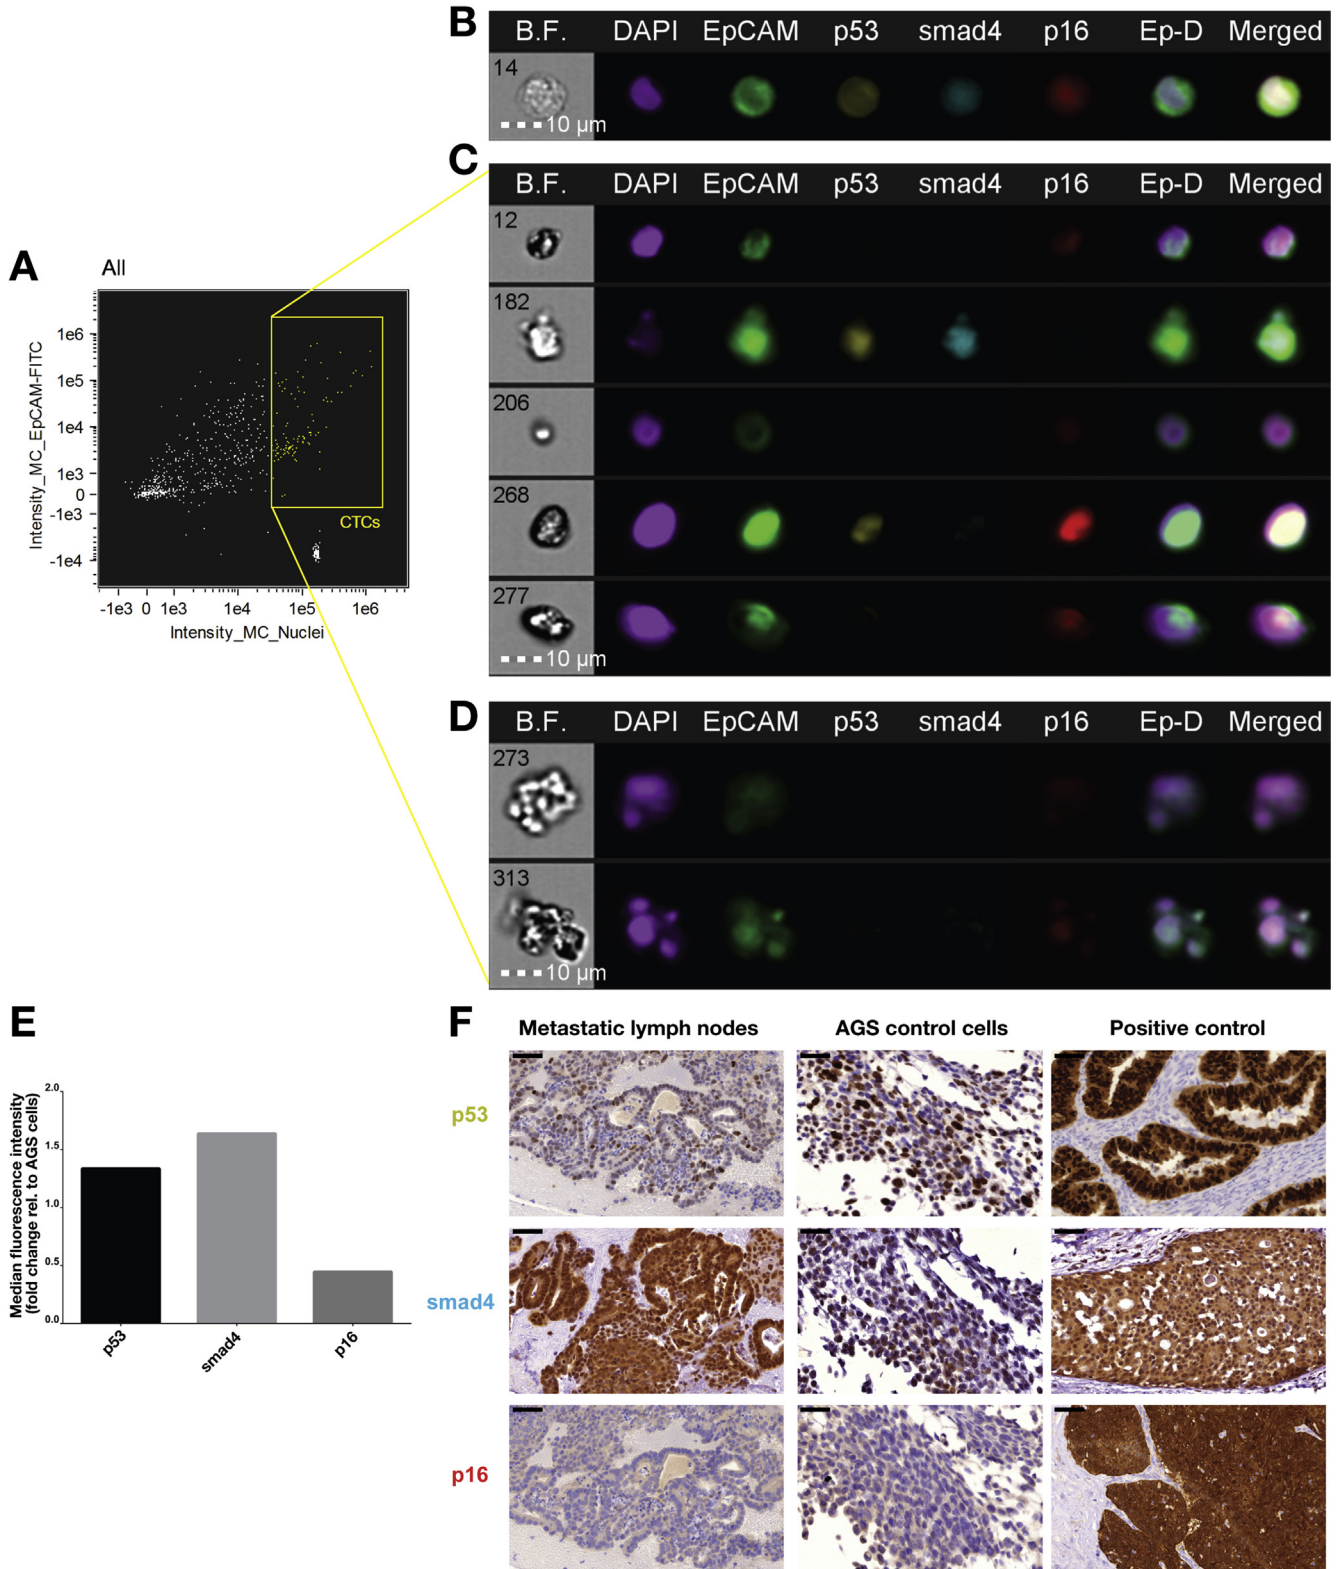 A
All
Intensity_MC_EpCAM-FITC
1e6
1e5
1e4
1e3
0
-1e3
-1e4
CTCs
-1e3 0 1e3 1e4 1e5 1e6
Intensity_MC_Nuclei
B
B.F. DAPI EpCAM p53 smad4 p16 Ep-D Merged
14
10 µm
C
B.F. DAPI EpCAM p53 smad4 p16 Ep-D Merged
12
182
206
268
277
10 µm
D
B.F. DAPI EpCAM p53 smad4 p16 Ep-D Merged
273
313
10 µm
E
Median fluorescence intensity
(fold change rel. to AGS cells)
2.0
1.5
1.0
0.5
0.0
p53
smad4
p16
F
Metastatic lymph nodes AGS control cells Positive control
p53
smad4
p16